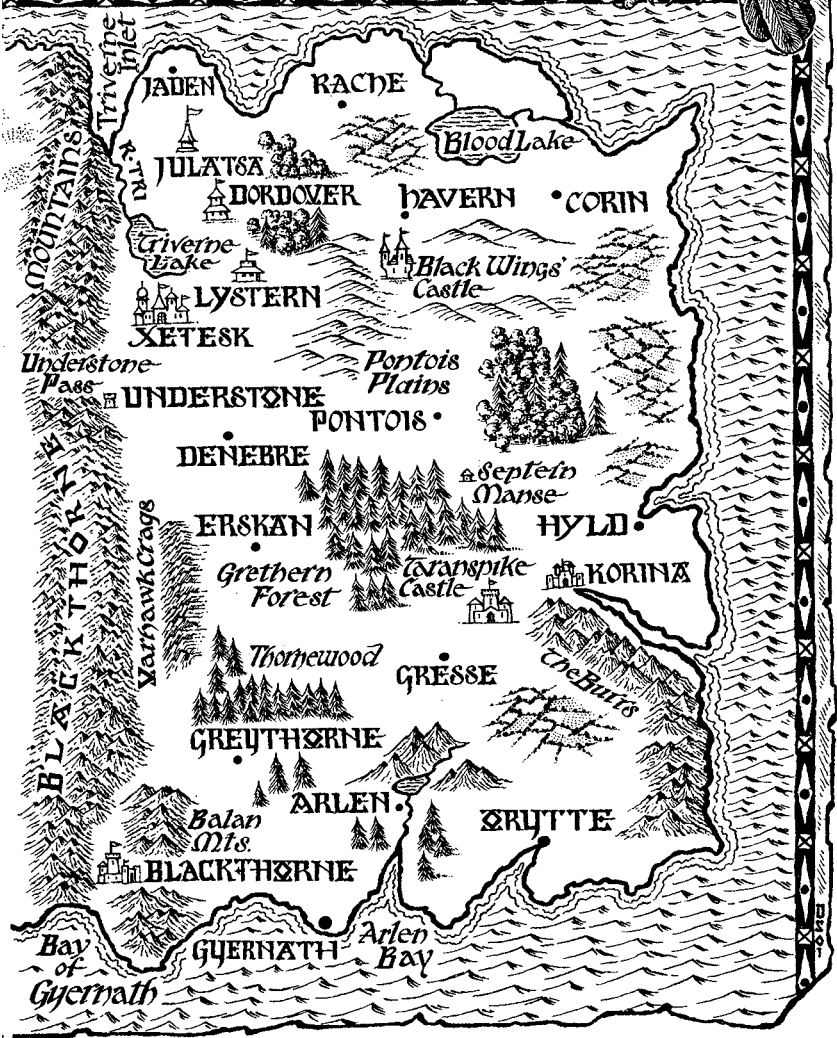 Triverne
Inlet
JADEN
RACHE
Blood Lake
R. TRI
JULATSA
DORDOVER
HAVERN
CORIN
Triverne
Lake
Black Wings'
Castle
LYSTERN
XETESK
Understone
Pass
Pontois
Plains
UNDERSTONE
PONTOIS
DENEBRE
Septern
Manse
ERSKAN
HYLD
Grethern
Forest
Taranspike
Castle
KORINA
Varhawk Crags
Thornewood
GRESSE
The Burrs
GREYTHORNE
BLACKTHORNE
MOUNTAINS
ARLEN
ORYTTE
Balan
Mts.
BLACKTHORNE
GYERNATH
Arlen
Bay
Bay
of
Gyernath